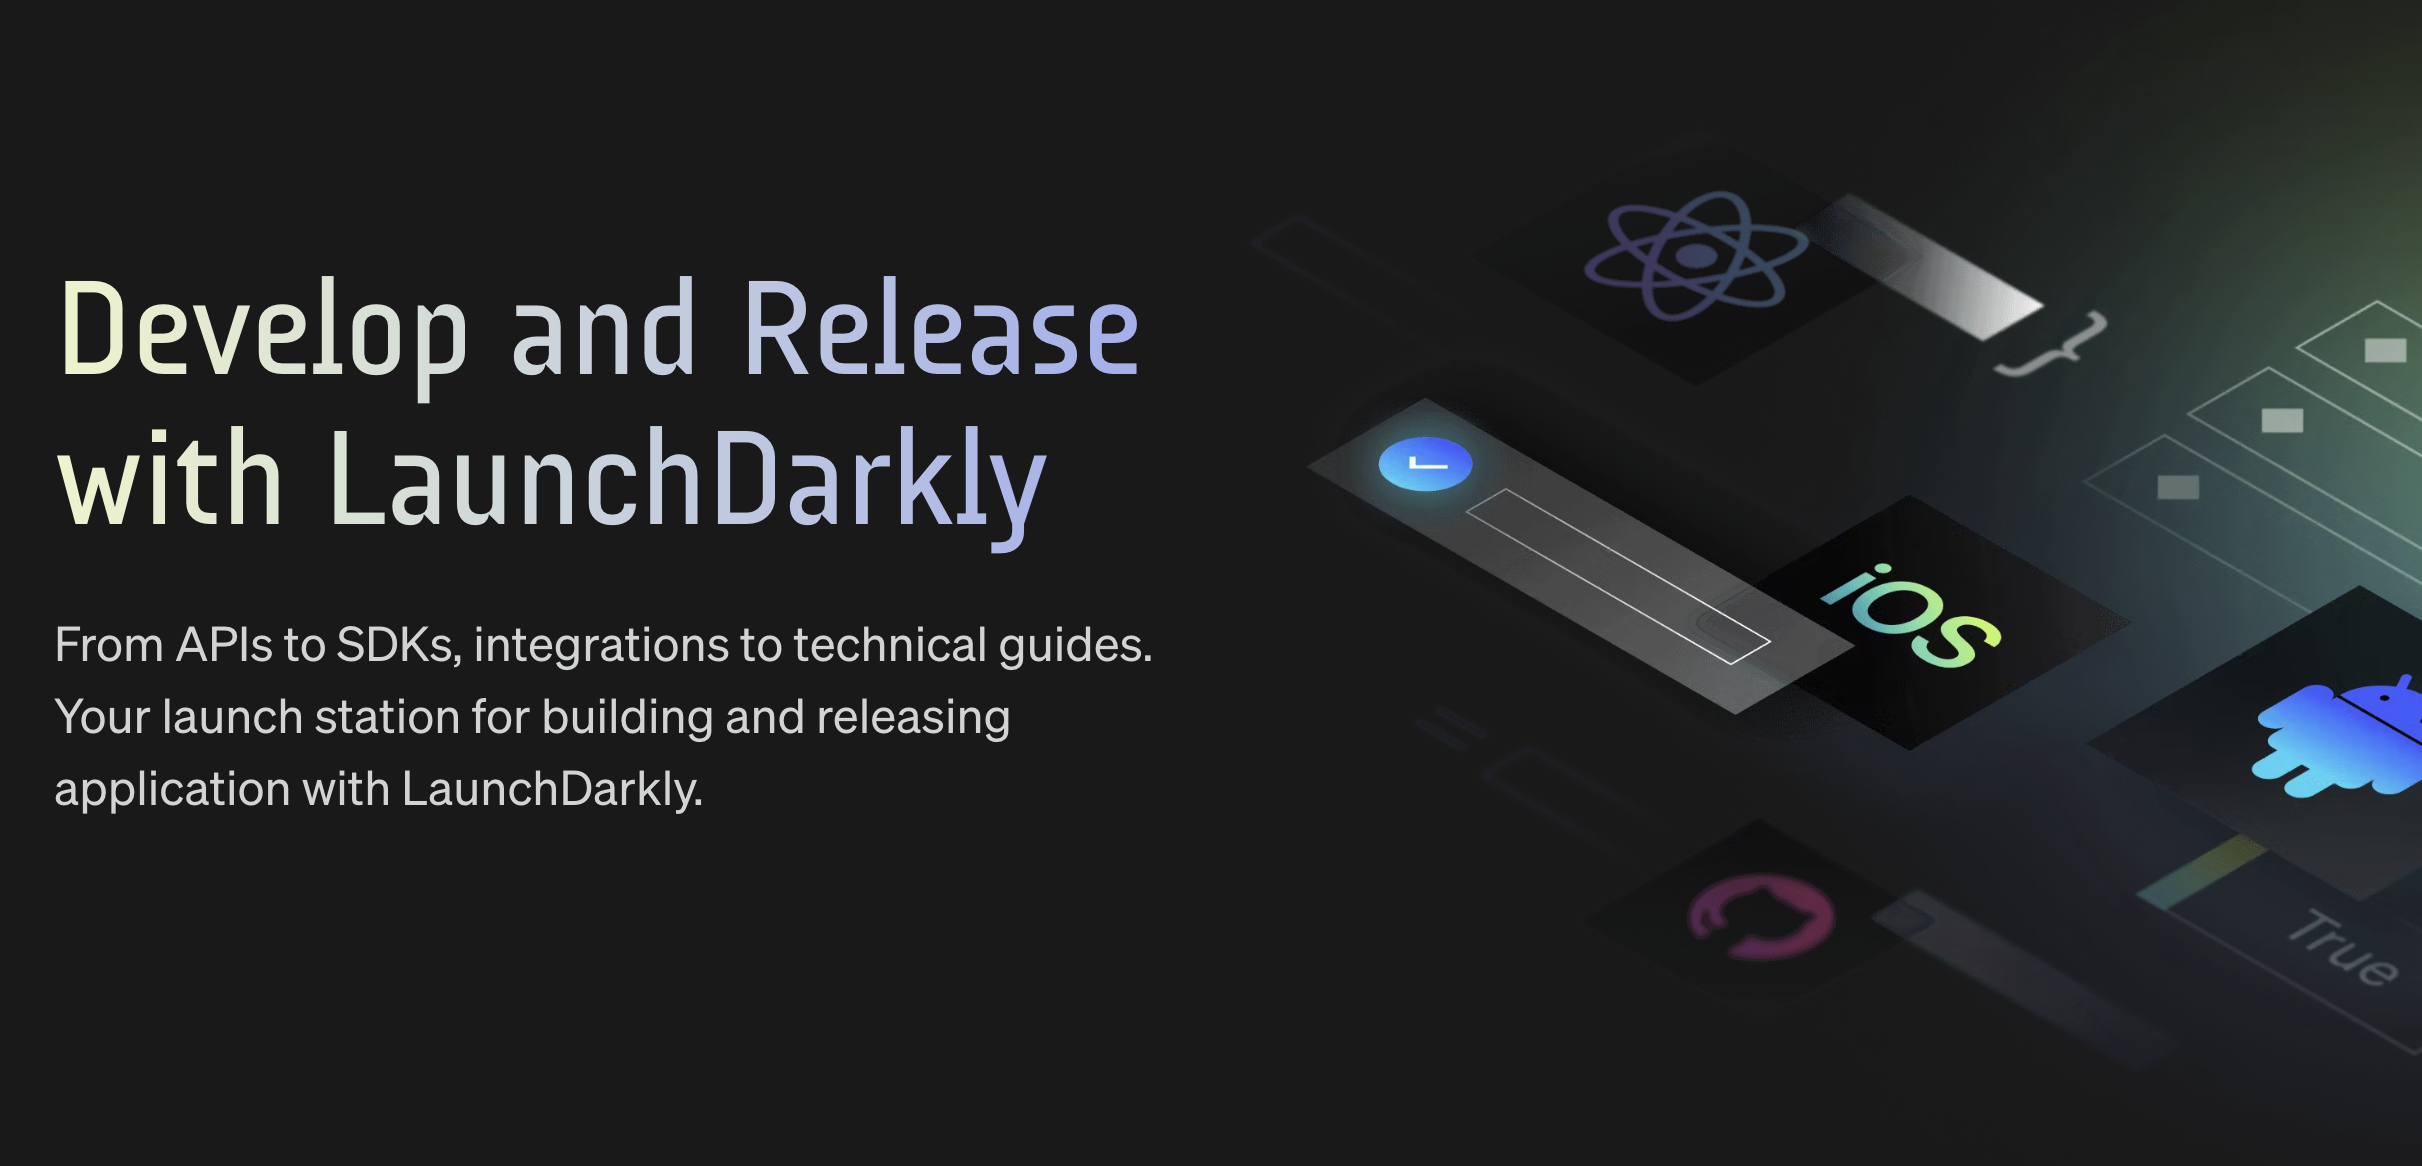 Develop and Release
with LaunchDarkly
From APIs to SDKs, integrations to technical guides.
Your launch station for building and releasing
application with LaunchDarkly.
}
iOS
=
True